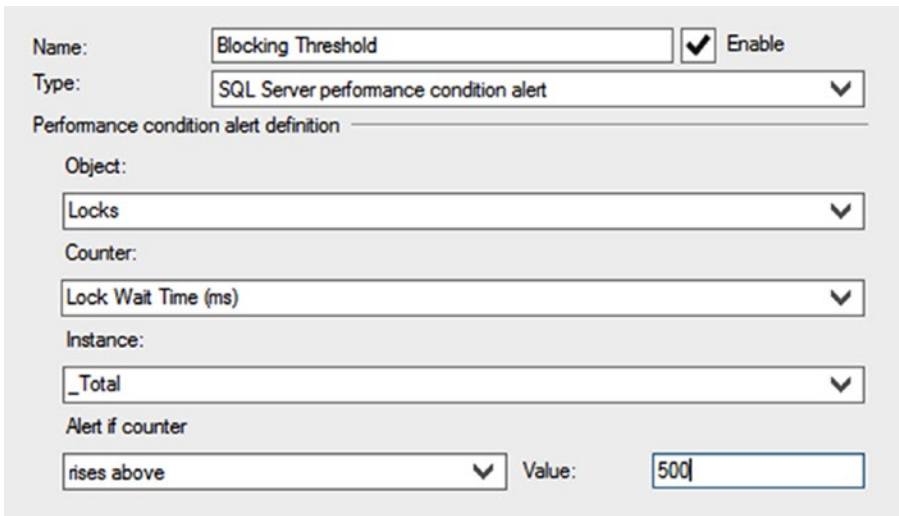 Name: Blocking Threshold Enable
Type: SQL Server performance condition alert
Performance condition alert definition
Object:
Locks
Counter:
Lock Wait Time (ms)
Instance:
_Total
Alert if counter
rises above Value: 500